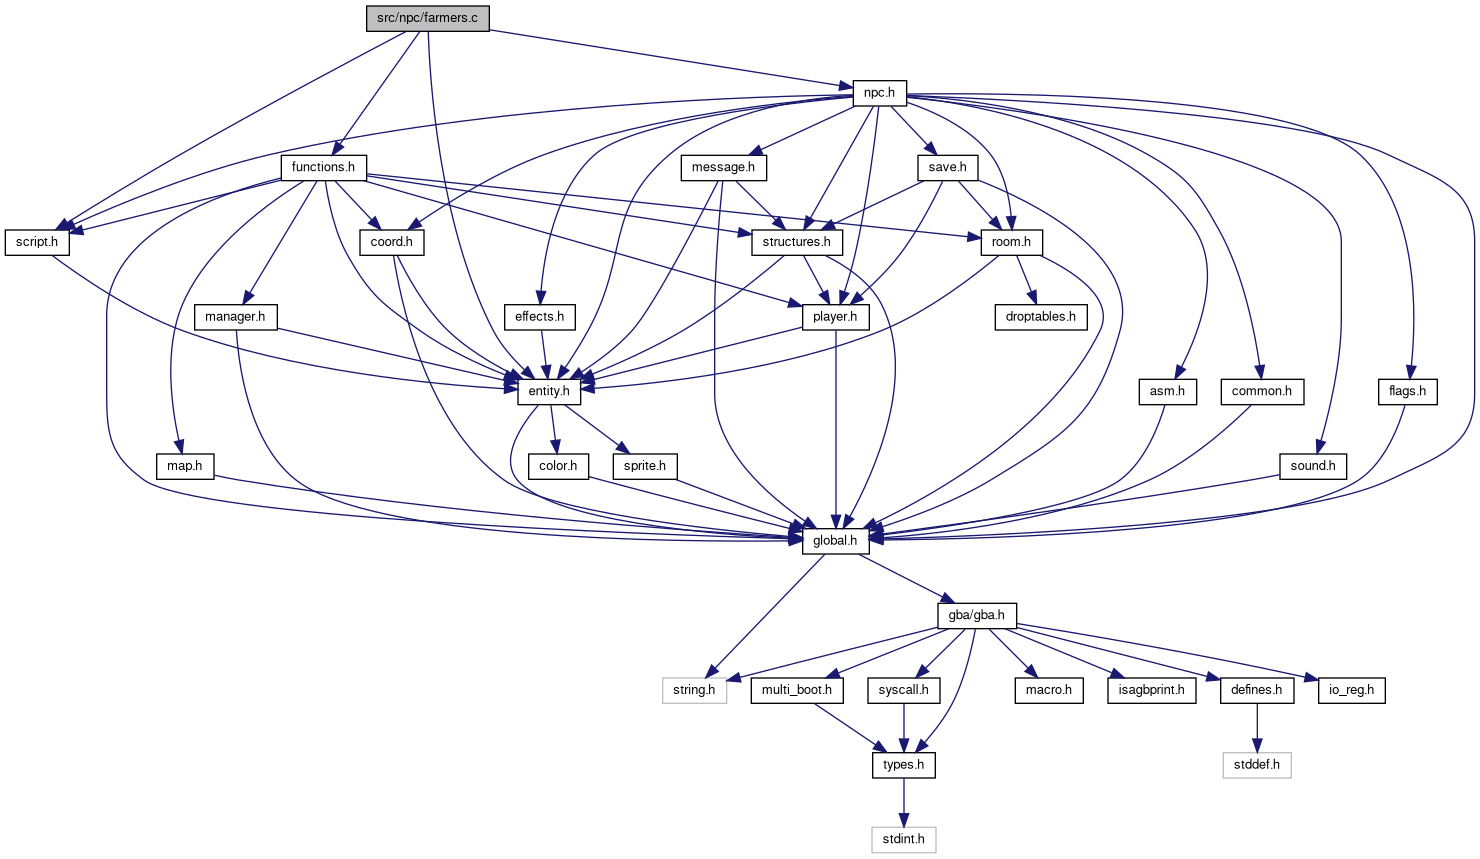 src/npc/farmers.c
npc.h
functions.h
message.h
save.h
script.h
coord.h
structures.h
room.h
manager.h
effects.h
player.h
droptables.h
entity.h
asm.h
common.h
flags.h
map.h
color.h
sprite.h
sound.h
global.h
gba/gba.h
string.h
multi_boot.h
syscall.h
macro.h
isagbprint.h
defines.h
io_reg.h
types.h
stddef.h
stdint.h